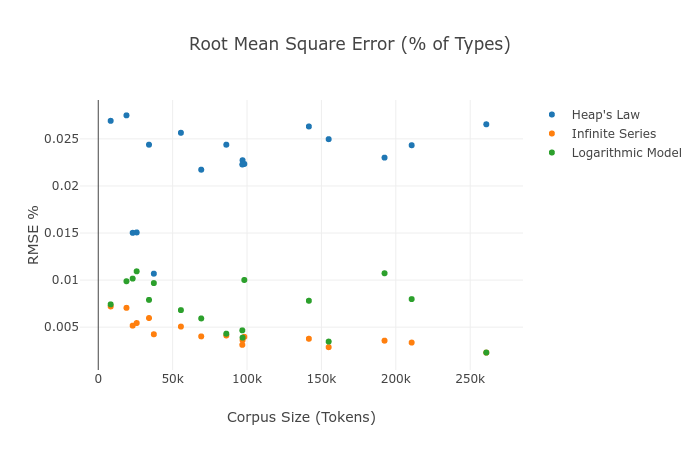 Root Mean Square Error (% of Types)
Heap's Law
Infinite Series
Logarithmic Model
RMSE %
0.025
0.02
0.015
0.01
0.005
0
50k
100k
150k
200k
250k
Corpus Size (Tokens)